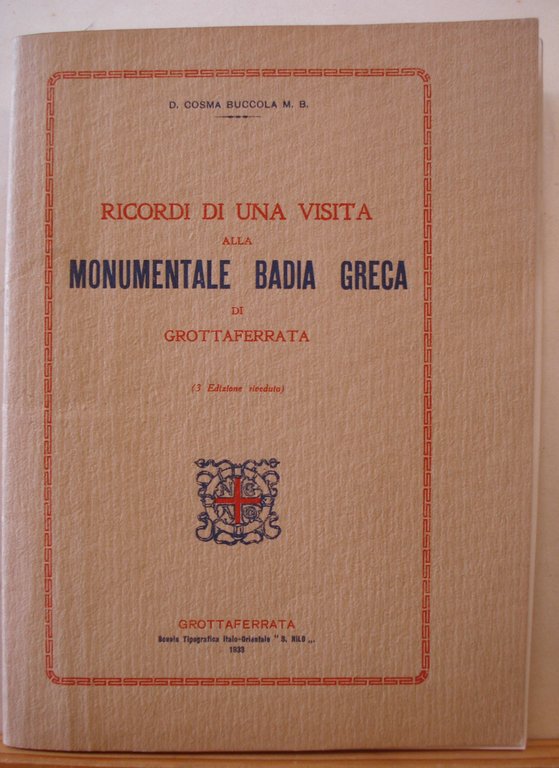 D. COSMA BUCCOLA M. B.
RICORDI DI UNA VISITA
ALLA
MONUMENTALE BADIA GRECA
DI
GROTTAFERRATA
(3 Edizione riveduta)
GROTTAFERRATA
Scuola Tipografica Italo-Orientale " S. NILO „.
1933